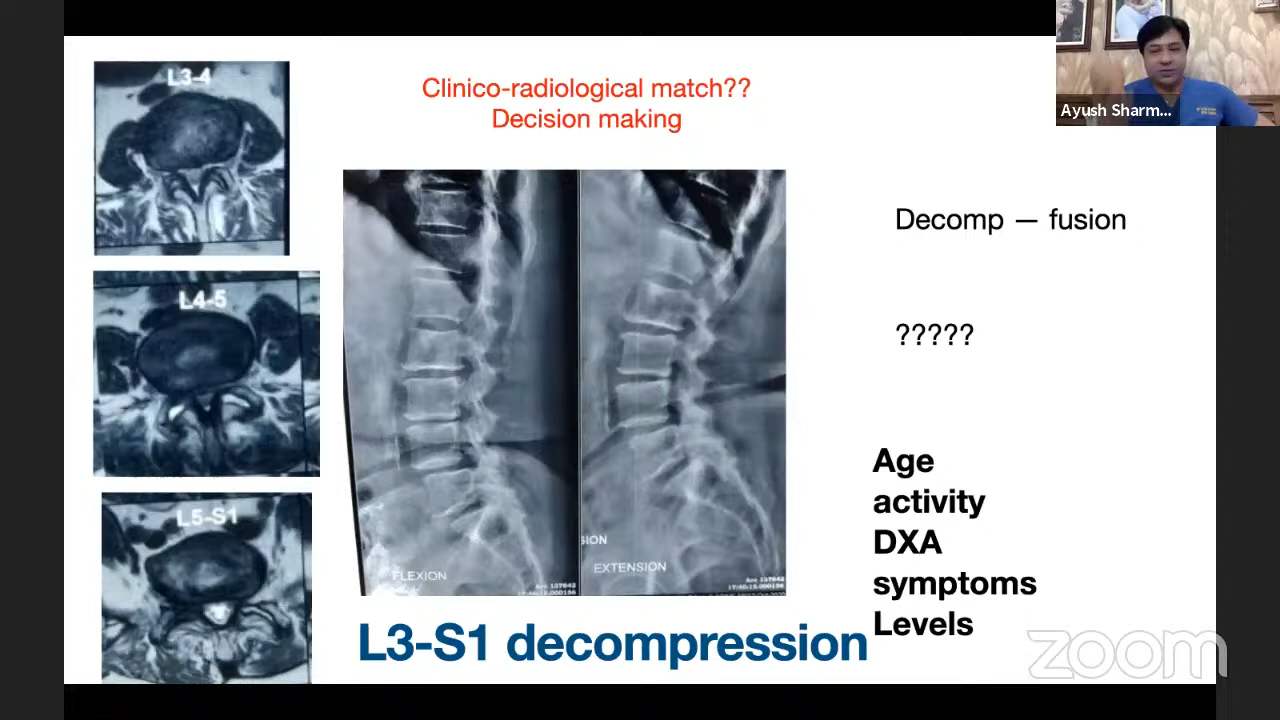 L3-4
Clinico-radiological match??
Decision making
Ayush Sharm...
L4-5
Decomp — fusion
?????
L5-S1
FLEXION
SION
EXTENSION
Age
activity
DXA
symptoms
Levels
L3-S1 decompression
zoom